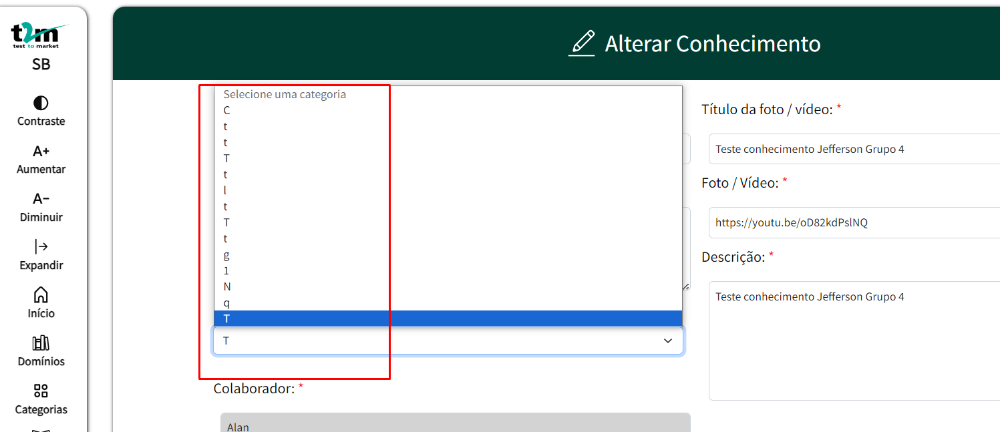 t2m
test to market
SB
Contraste
A+
Aumentar
A-
Diminuir
Expandir
Início
Domínios
Categorias
Alterar Conhecimento
Selecione uma categoria
C
t
t
T
t
l
t
T
t
g
1
N
q
T
T
Colaborador: *
Alan
Título da foto / vídeo: *
Teste conhecimento Jefferson Grupo 4
Foto / Vídeo: *
https://youtu.be/oD82kdPslNQ
Descrição: *
Teste conhecimento Jefferson Grupo 4